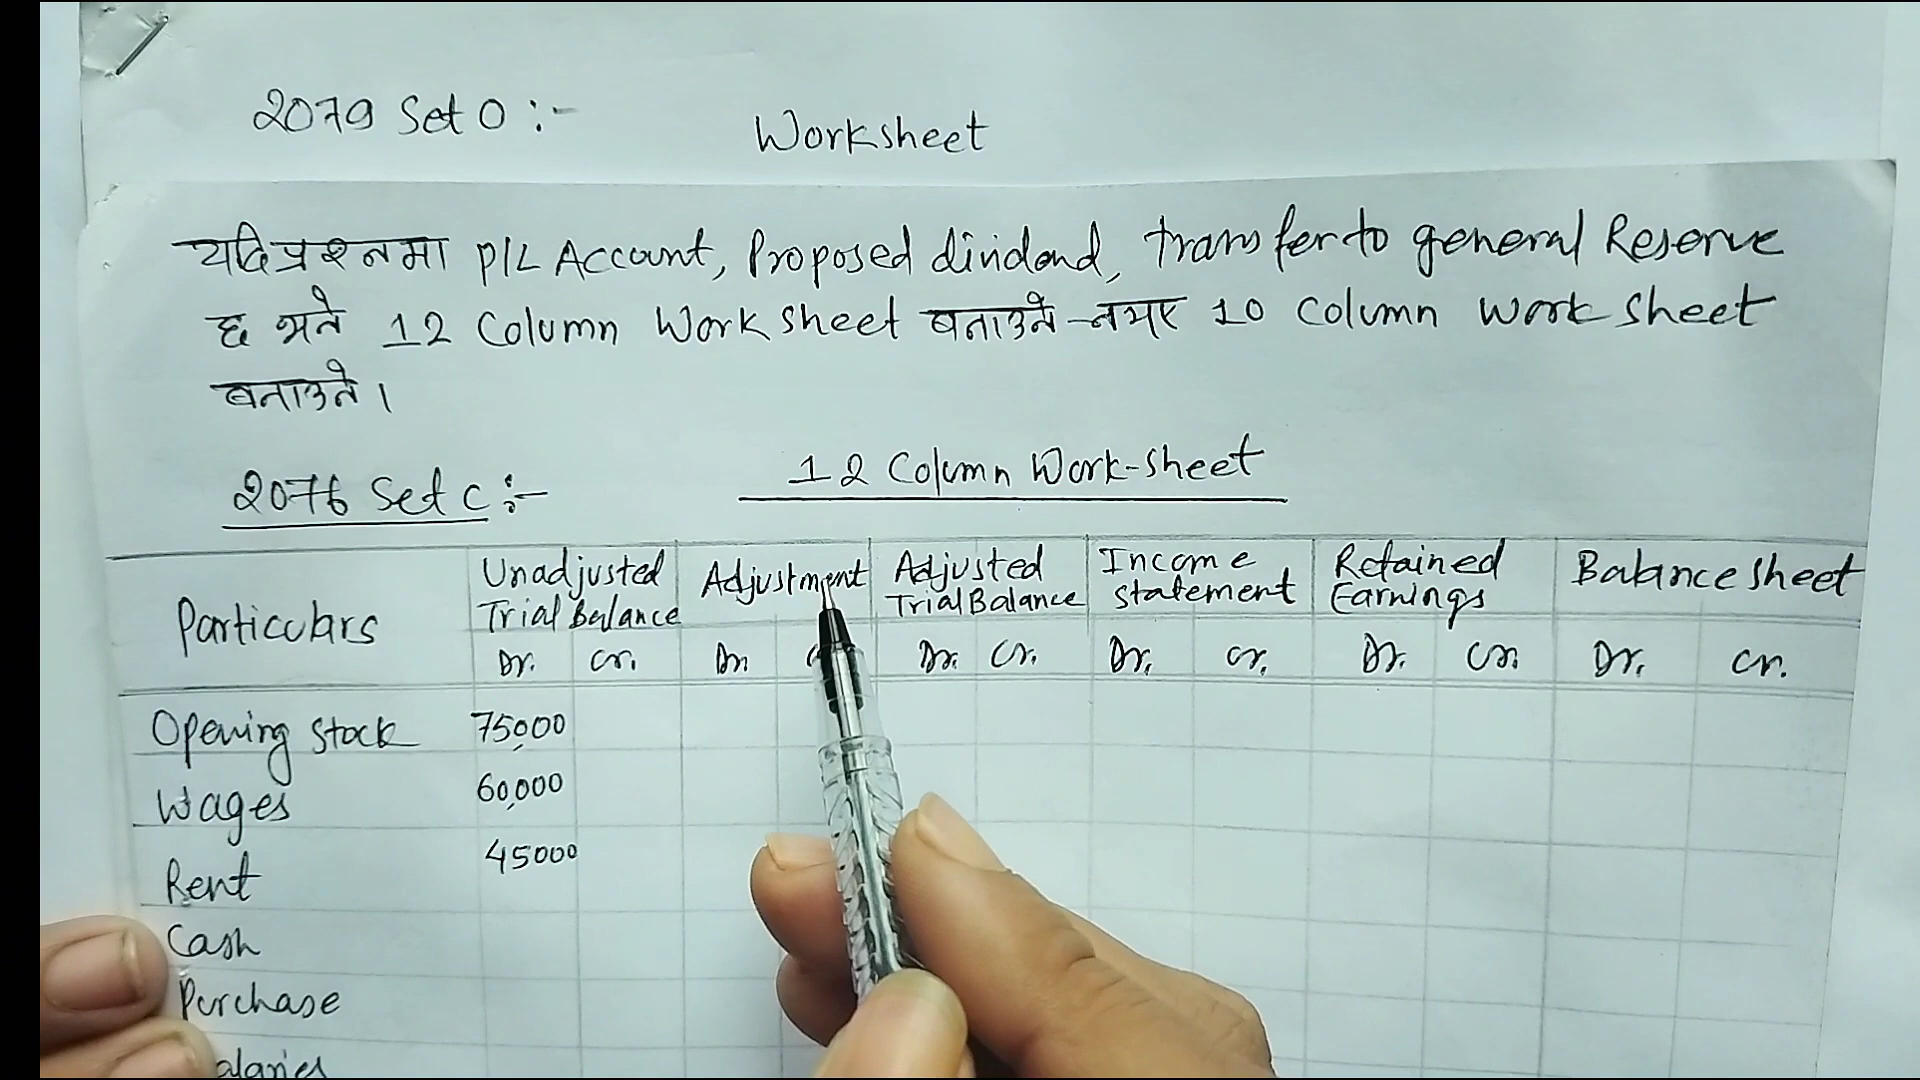 2079 Set O :-
Worksheet
यदि प्रश्नमा P/L Account, Proposed dividend, transfer to general Reserve
छ भने 12 Column Work sheet बनाउने नभए 10 Column work sheet
बनाउने ।
2076 Set C :-
12 Column Work-sheet
Particulars
Unadjusted Trial Balance
Adjustment
Adjusted Trial Balance
Income statement
Retained Earnings
Balance sheet
Dr. Cr. Dr. Dr. Cr. Dr. Cr. Dr. Cr. Dr. Cr.
Opening Stock 75,000
Wages 60,000
Rent 45000
Cash
Purchase
alaries